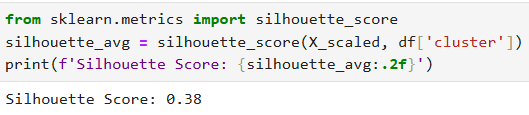 from sklearn.metrics import silhouette_score
silhouette_avg = silhouette_score(X_scaled, df['cluster'])
print(f'Silhouette Score: {silhouette_avg:.2f}')
Silhouette Score: 0.38